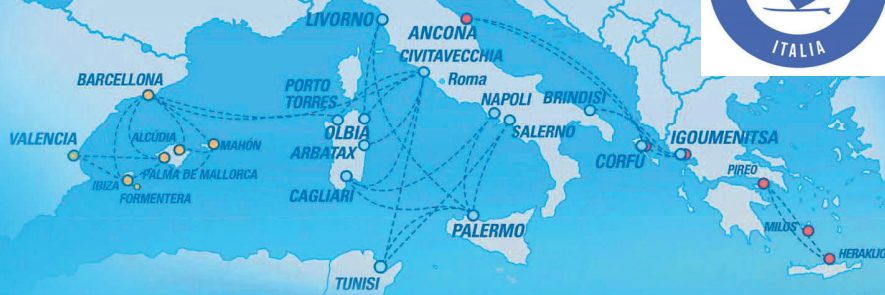 ITALIA
LIVORNO
ANCONA
CIVITAVECCHIA
Roma
BARCELLONA
PORTO
TORRES
NAPOLI
BRINDISI
VALENCIA
ALCÚDIA
MAHÓN
OLBIA
SALERNO
IGOUMENITSA
ARBATAX
CORFÙ
PALMA DE MALLORCA
PIREO
IBIZA
FORMENTERA
CAGLIARI
PALERMO
MILOS
HERAKLIO
TUNISI